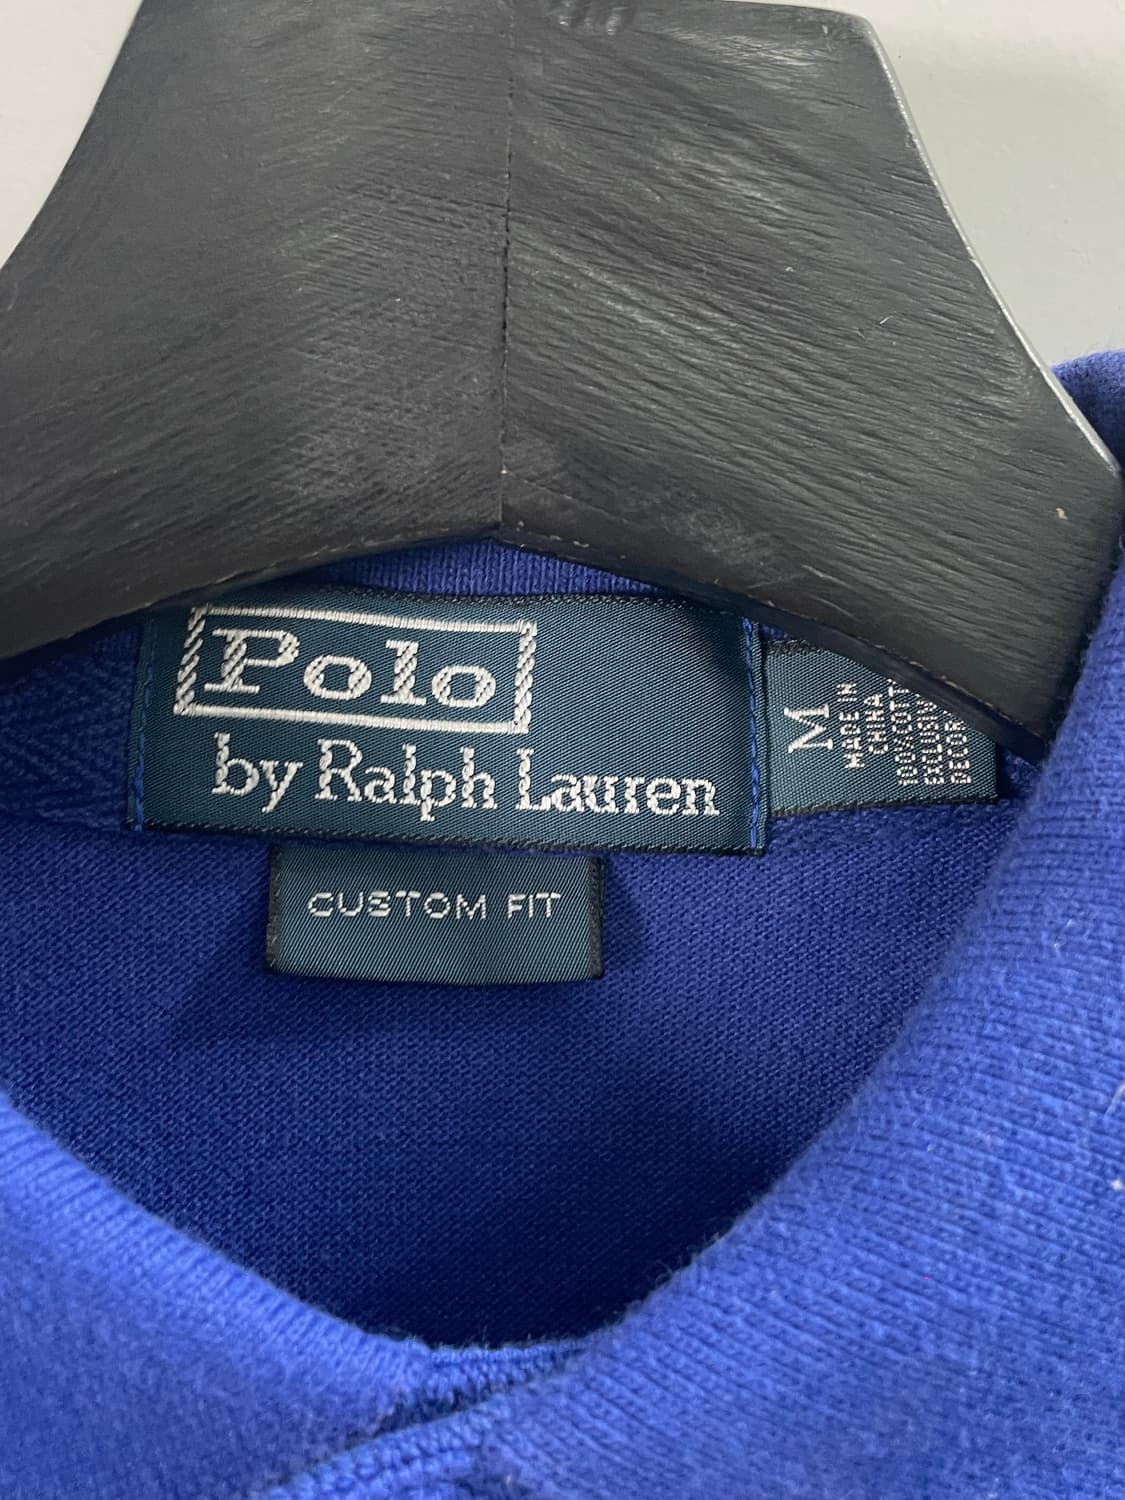 Polo
by Ralph Lauren
M
MADE IN
CHINA
CUSTOM FIT